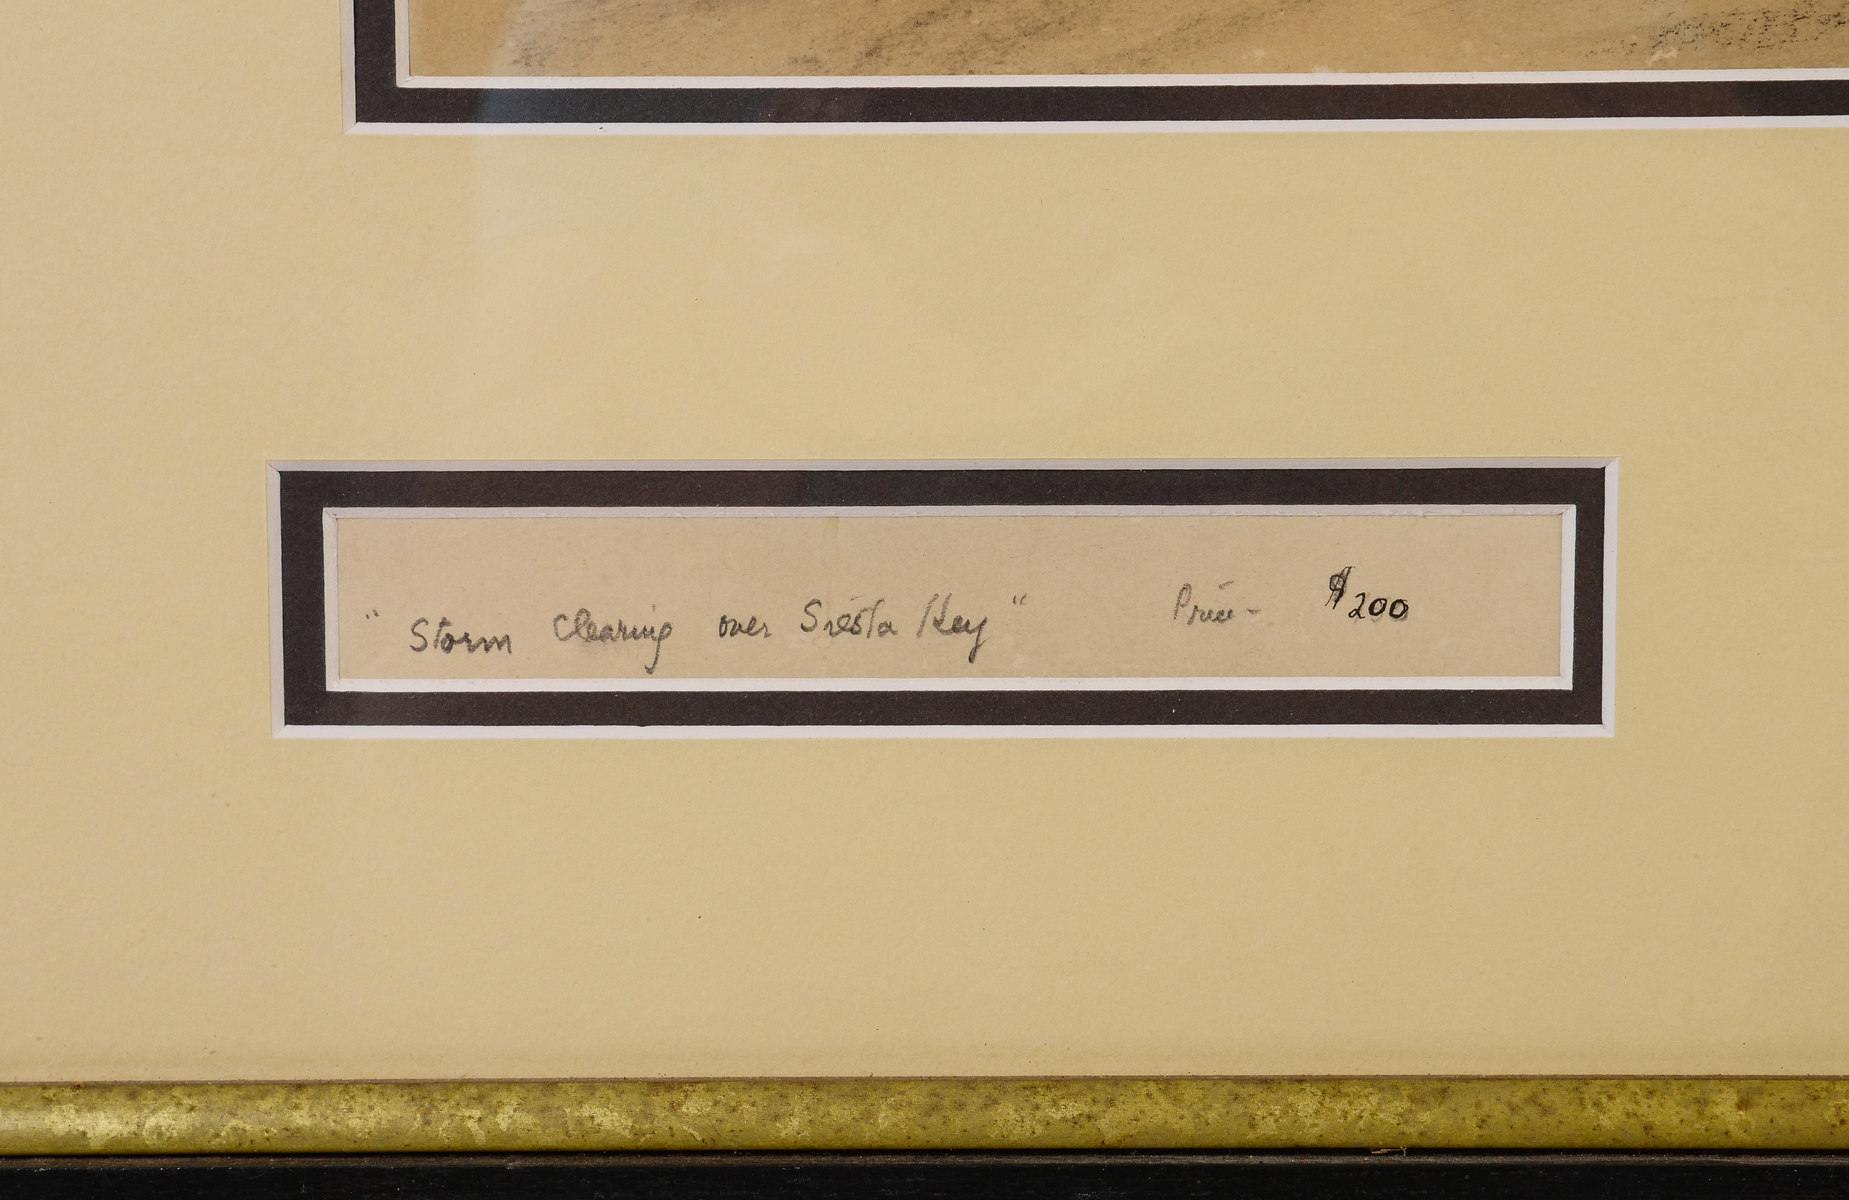 "Storm Clearing over Siesta Key" Price- $200